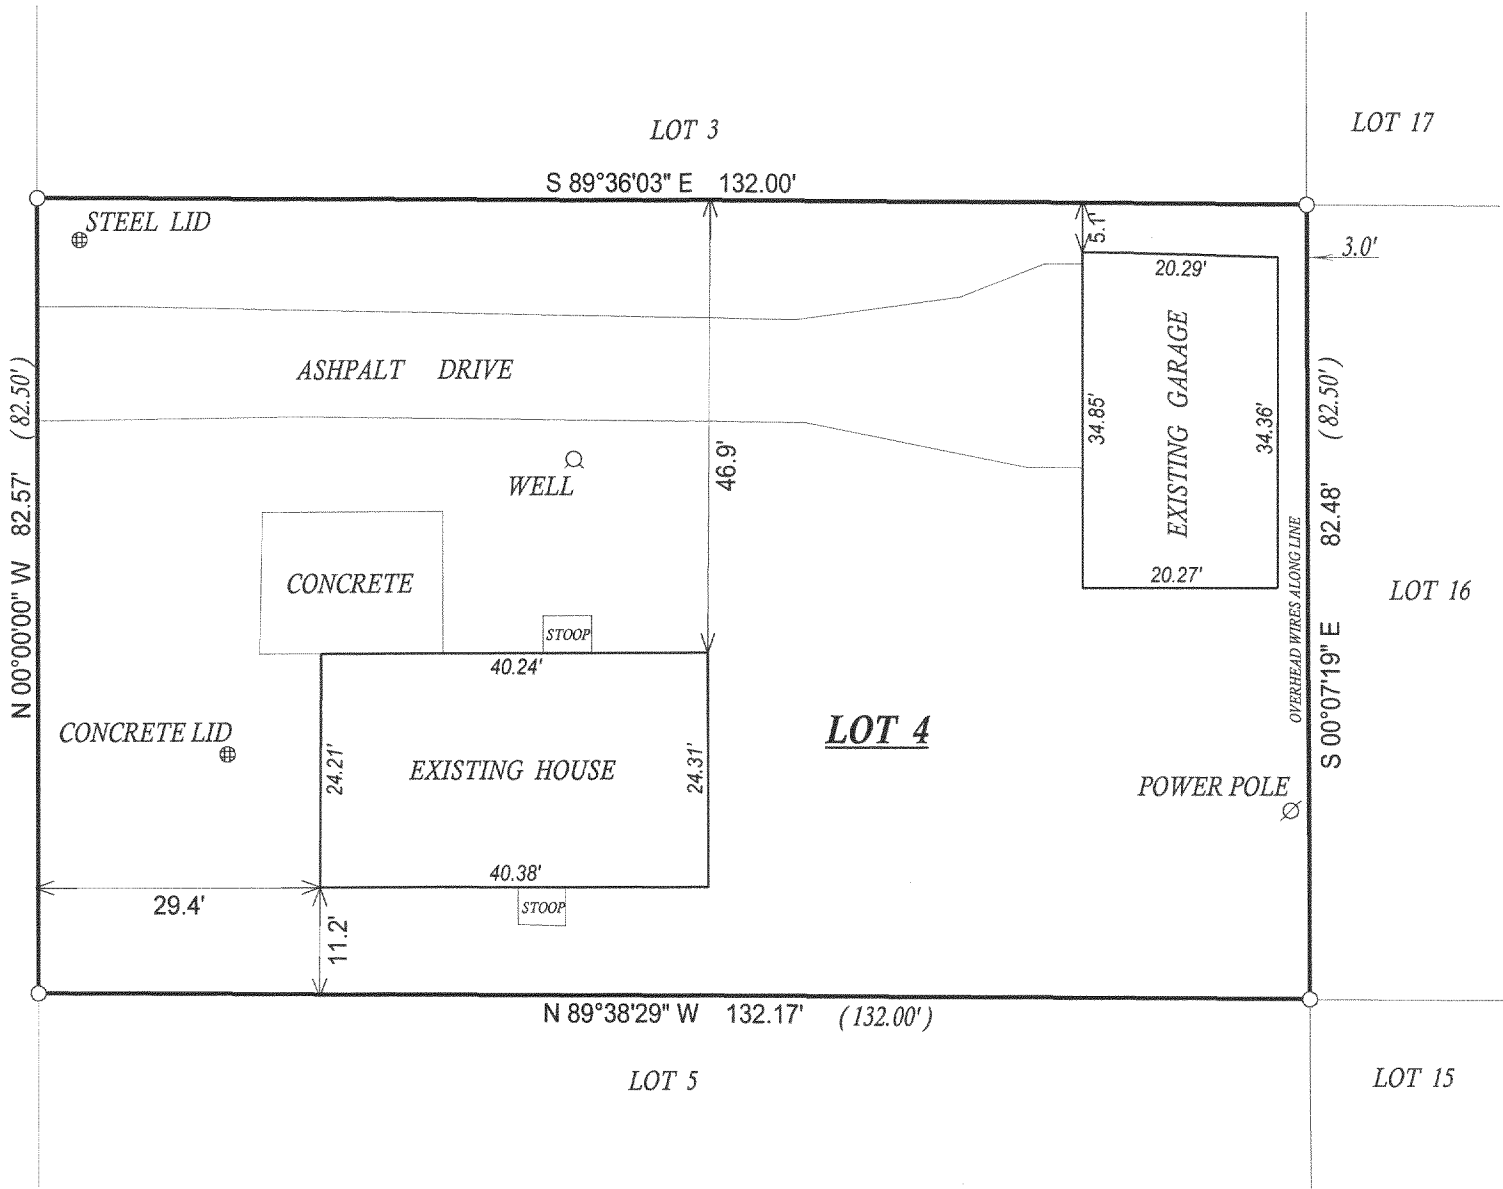 LOT 3
LOT 17
S 89°36'03" E 132.00'
STEEL LID
5.1'
3.0'
20.29'
ASHPALT DRIVE
EXISTING GARAGE
34.85'
34.36'
(82.50')
(82.50')
46.9'
WELL
N 00°00'00" W 82.57'
S 00°07'19" E 82.48'
OVERHEAD WIRES ALONG LINE
CONCRETE
20.27'
LOT 16
STOOP
40.24'
CONCRETE LID
LOT 4
24.21'
EXISTING HOUSE
24.31'
POWER POLE
40.38'
29.4'
STOOP
11.2'
N 89°38'29" W 132.17' (132.00')
LOT 5
LOT 15